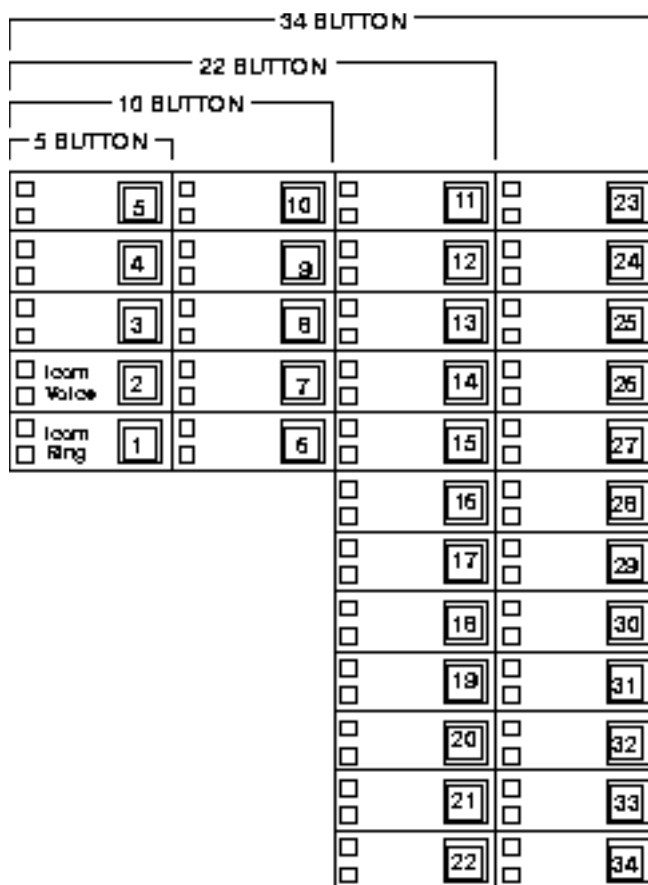 34 BUTTON
22 BUTTON
10 BUTTON
5 BUTTON
5 10 11 23
4 9 12 24
3 8 13 25
Icom
Voice 2 7 14 26
Icom
Ring 1 6 15 27
16 28
17 29
18 30
19 31
20 32
21 33
22 34